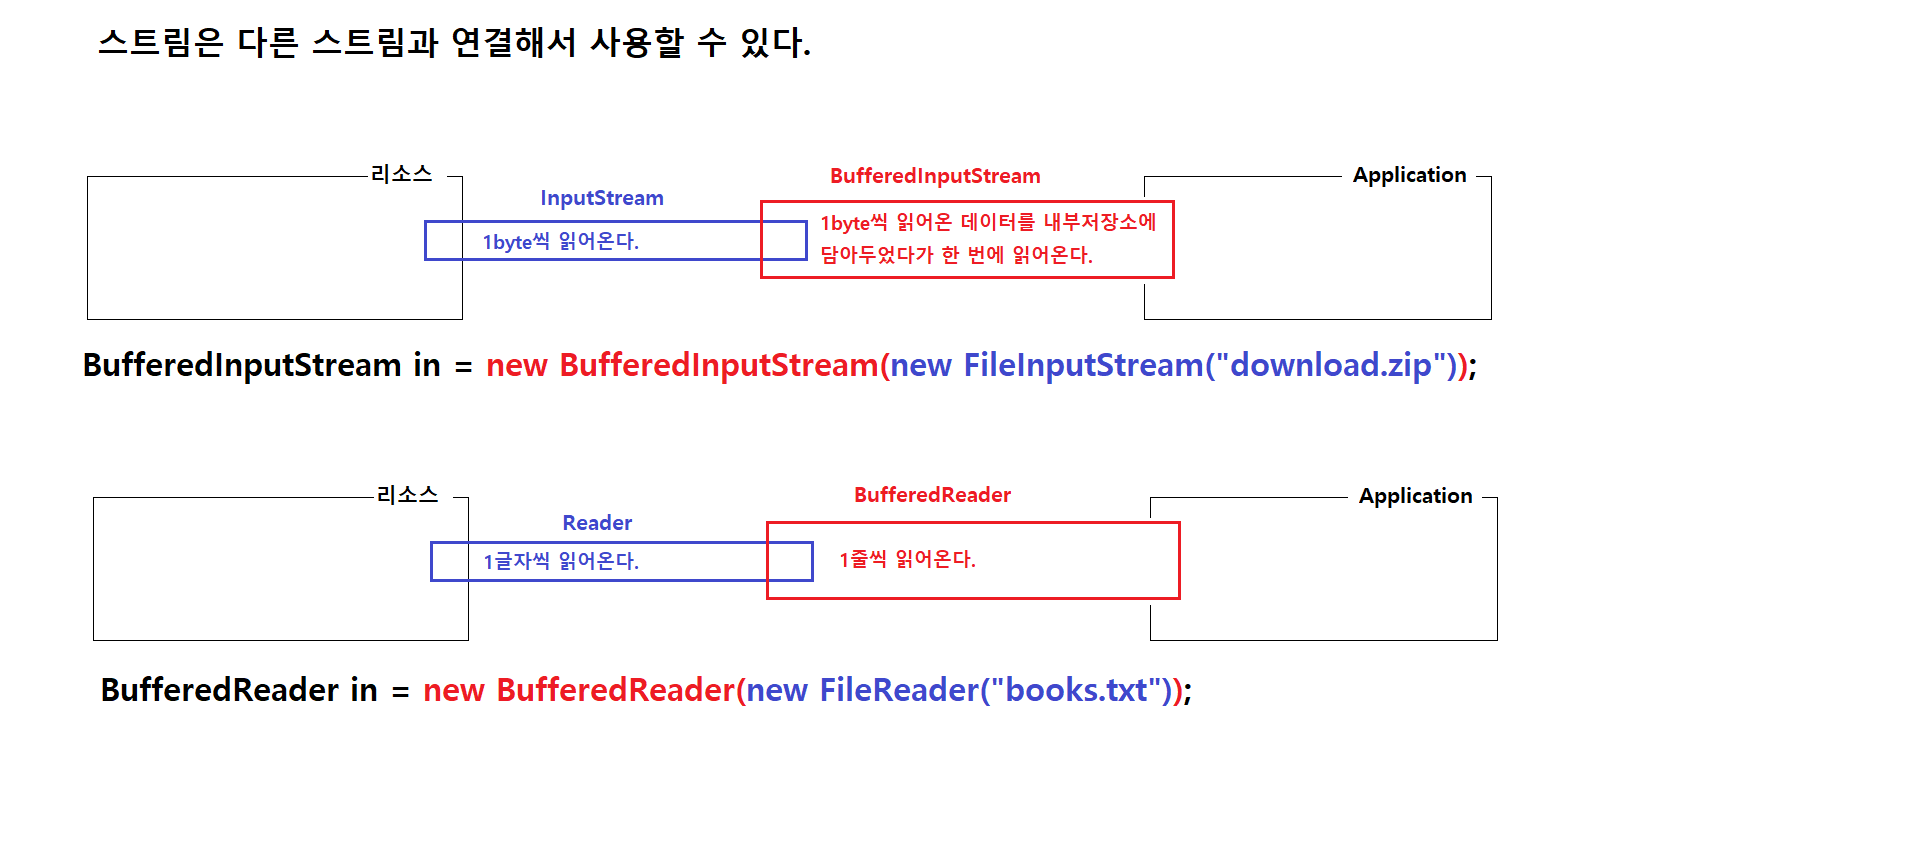 스트림은 다른 스트림과 연결해서 사용할 수 있다.
리소스
InputStream
BufferedInputStream
Application
1byte씩 읽어온다.
1byte씩 읽어온 데이터를 내부저장소에
담아두었다가 한 번에 읽어온다.
BufferedInputStream in = new BufferedInputStream(new FileInputStream("download.zip"));
리소스
Reader
BufferedReader
Application
1글자씩 읽어온다.
1줄씩 읽어온다.
BufferedReader in = new BufferedReader(new FileReader("books.txt"));